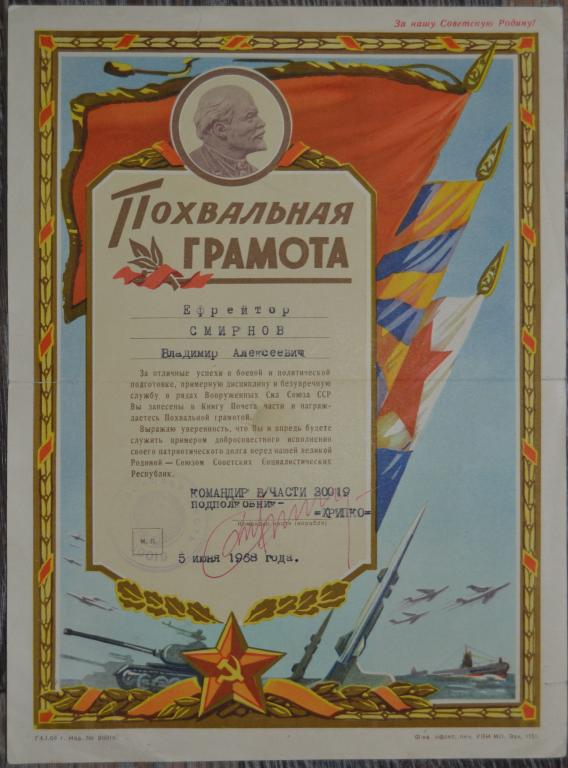 За нашу Советскую Родину!
ПОХВАЛЬНАЯ
ГРАМОТА
Ефрейтор
СМИРНОВ
Владимир Алексеевич
За отличные успехи в боевой и политической
подготовке, примерную дисциплину и безупречную
службу в рядах Вооруженных Сил Союза ССР
Вы занесены в Книгу Почета части и награж-
даетесь Похвальной грамотой.
Выражаю уверенность, что Вы и впредь будете
служить примером добросовестного исполнения
своего патриотического долга перед нашей великой
Родиной — Союзом Советских Социалистических
Республик.
КОМАНДИР В/ЧАСТИ 30019
ПОДПОЛКОВНИК-
=ХРИПКО=
Командир части (корабля)
М. П.
5 июня 1968 года.